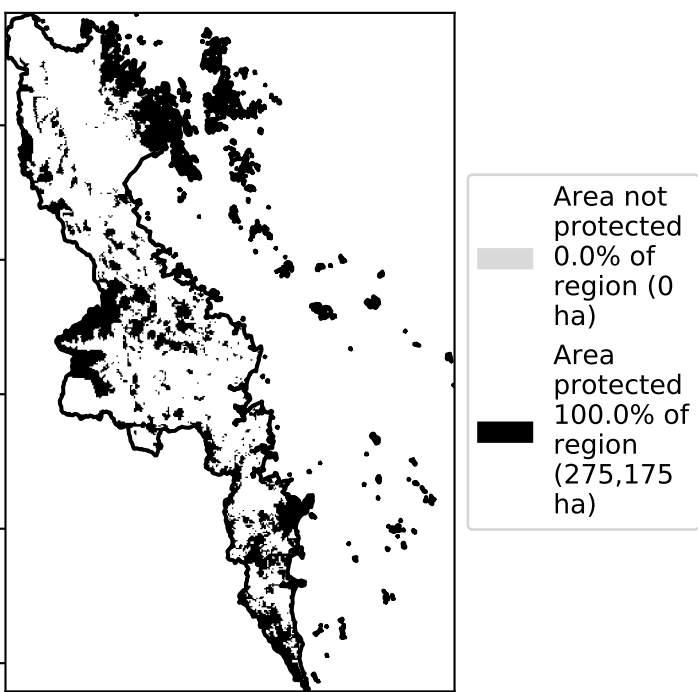 Area not
protected
0.0% of
region (0
ha)
Area
protected
100.0% of
region
(275,175
ha)